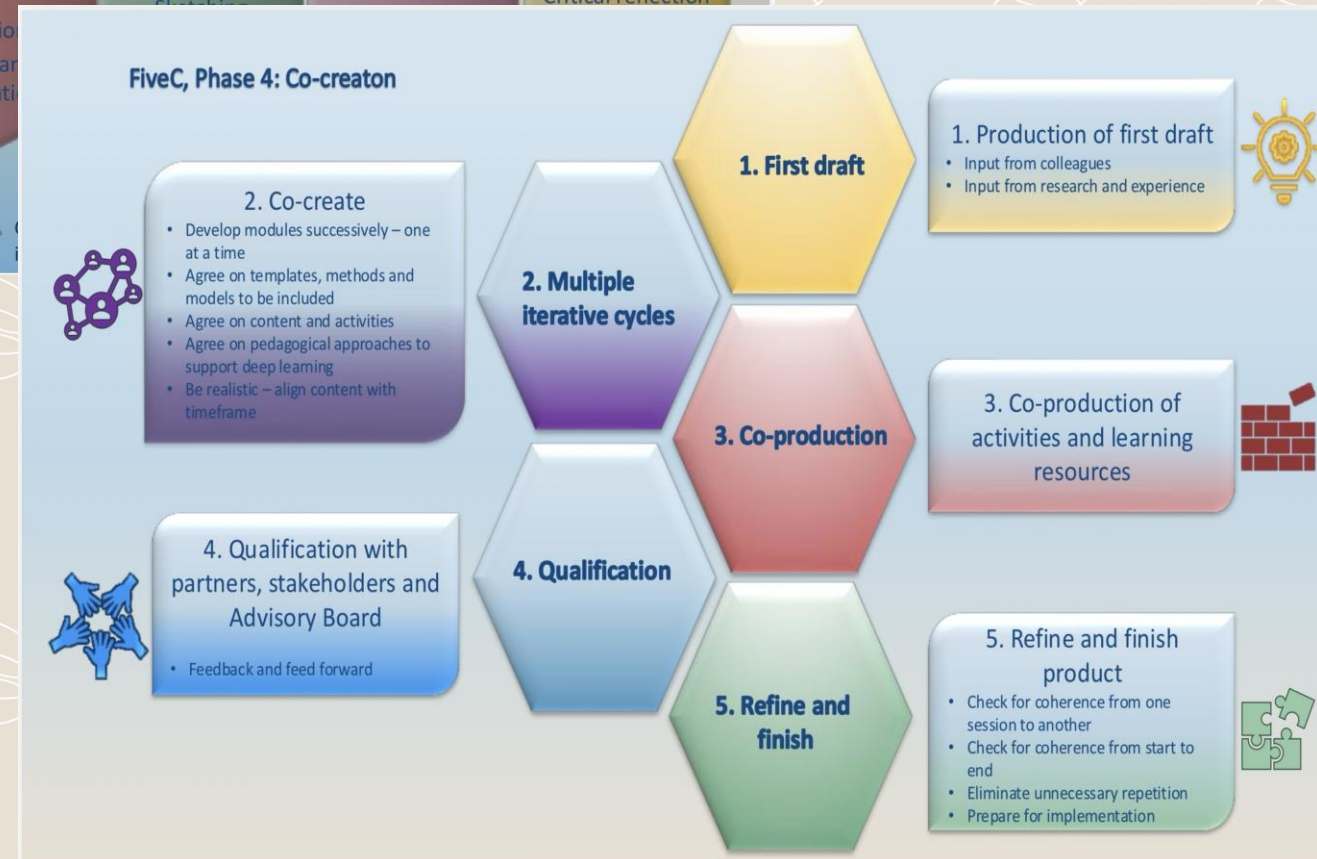 Sketching
Critical reflection
FiveC, Phase 4: Co-creaton
1. First draft
1. Production of first draft
• Input from colleagues
• Input from research and experience
2. Co-create
• Develop modules successively – one
at a time
• Agree on templates, methods and
models to be included
• Agree on content and activities
• Agree on pedagogical approaches to
support deep learning
• Be realistic – align content with
timeframe
2. Multiple
iterative cycles
3. Co-production
3. Co-production of
activities and learning
resources
4. Qualification with
partners, stakeholders and
Advisory Board
• Feedback and feed forward
4. Qualification
5. Refine and
finish
5. Refine and finish
product
• Check for coherence from one
session to another
• Check for coherence from start to
end
• Eliminate unnecessary repetition
• Prepare for implementation